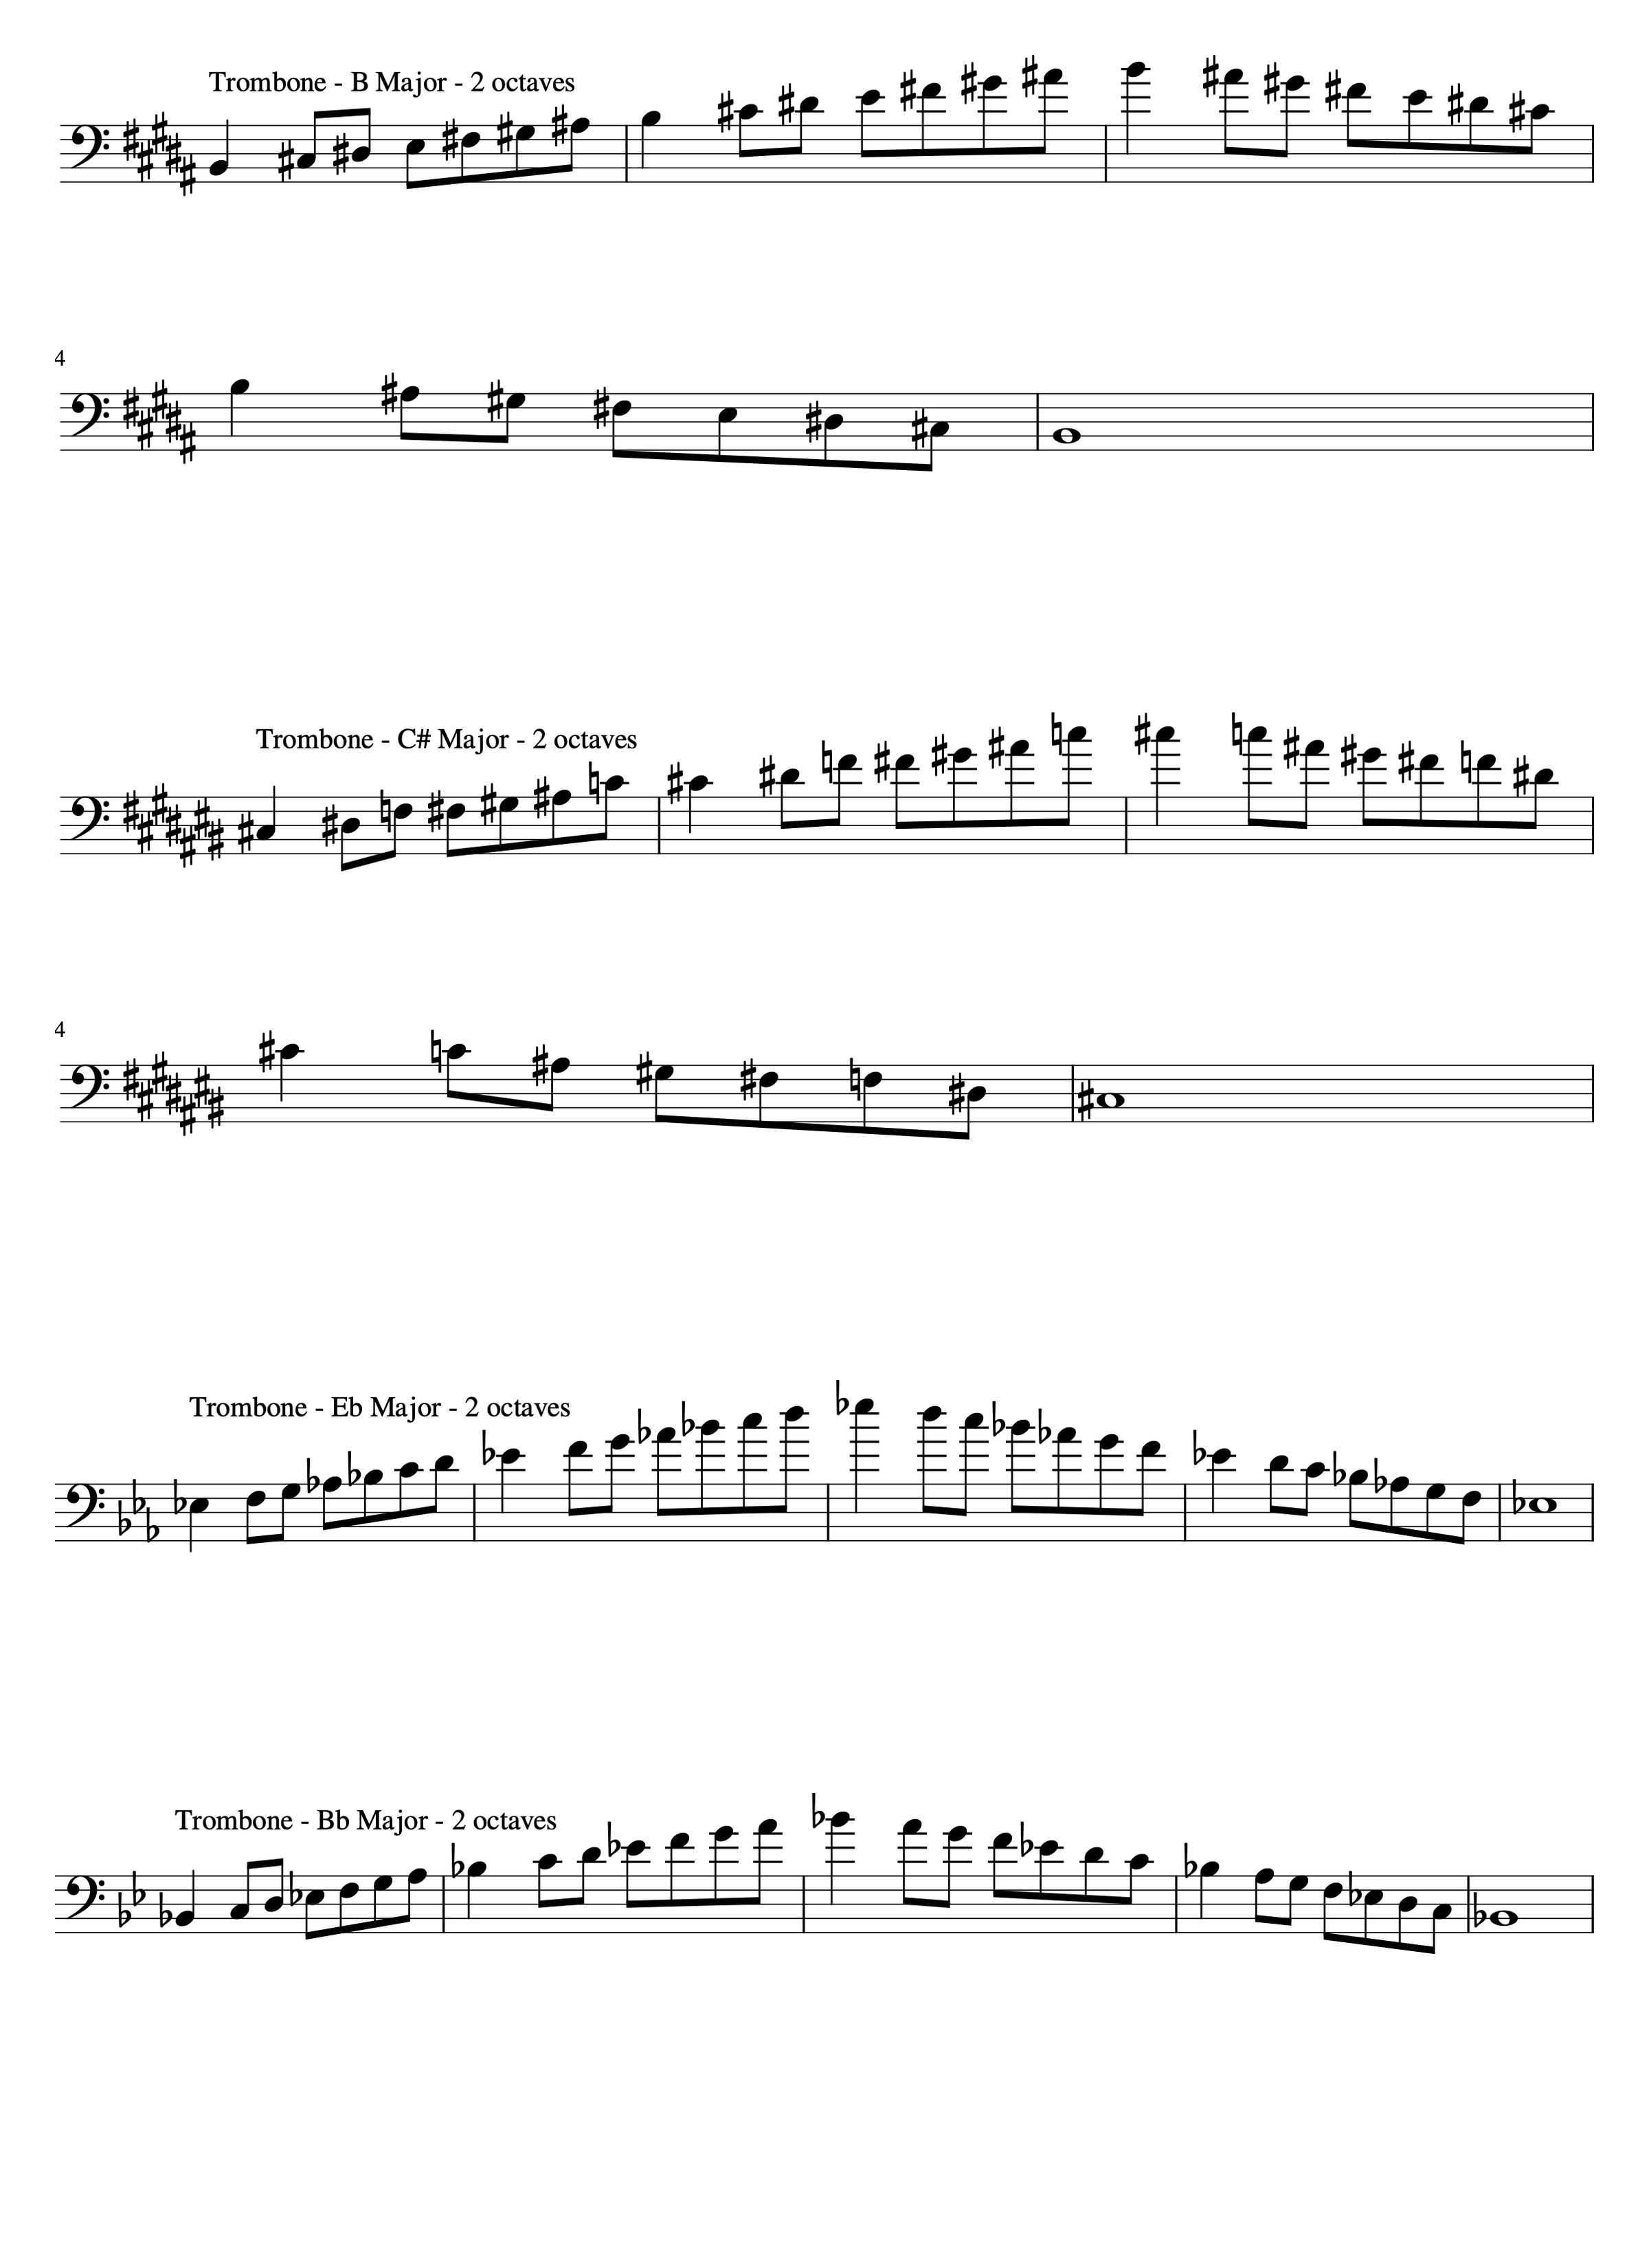 Trombone - B Major - 2 octaves
4
Trombone - C# Major - 2 octaves
4
Trombone - Eb Major - 2 octaves
Trombone - Bb Major - 2 octaves